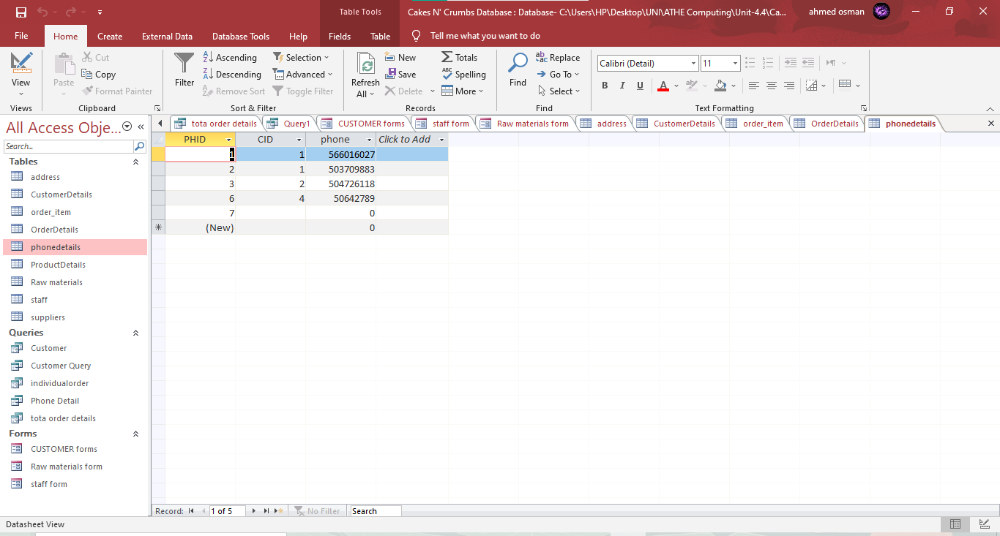 Table Tools
Cakes N' Crumbs Database : Database- C:\Users\HP\Desktop\UNI\ATHE Computing\Unit-4.4\Ca...
ahmed osman
File Home Create External Data Database Tools Help Fields Table Tell me what you want to do
View
Views
Paste
Cut
Copy
Format Painter
Clipboard
Filter
Ascending
Descending
Remove Sort
Selection
Advanced
Toggle Filter
Sort & Filter
Refresh
All
New
Save
Delete
Totals
Spelling
More
Records
Find
Replace
Go To
Select
Find
Calibri (Detail) 11
B I U A
Text Formatting
All Access Obje...
Search...
Tables
address
CustomerDetails
order_item
OrderDetails
phonedetails
ProductDetails
Raw materials
staff
suppliers
Queries
Customer
Customer Query
individualorder
Phone Detail
tota order details
Forms
CUSTOMER forms
Raw materials form
staff form
tota order details Query1 CUSTOMER forms staff form Raw materials form address CustomerDetails order_item OrderDetails phonedetails
PHID CID phone Click to Add
1 1 566016027
2 1 503709883
3 2 504726118
6 4 50642789
7 0
(New) 0
Record: 1 of 5 No Filter Search
Datasheet View